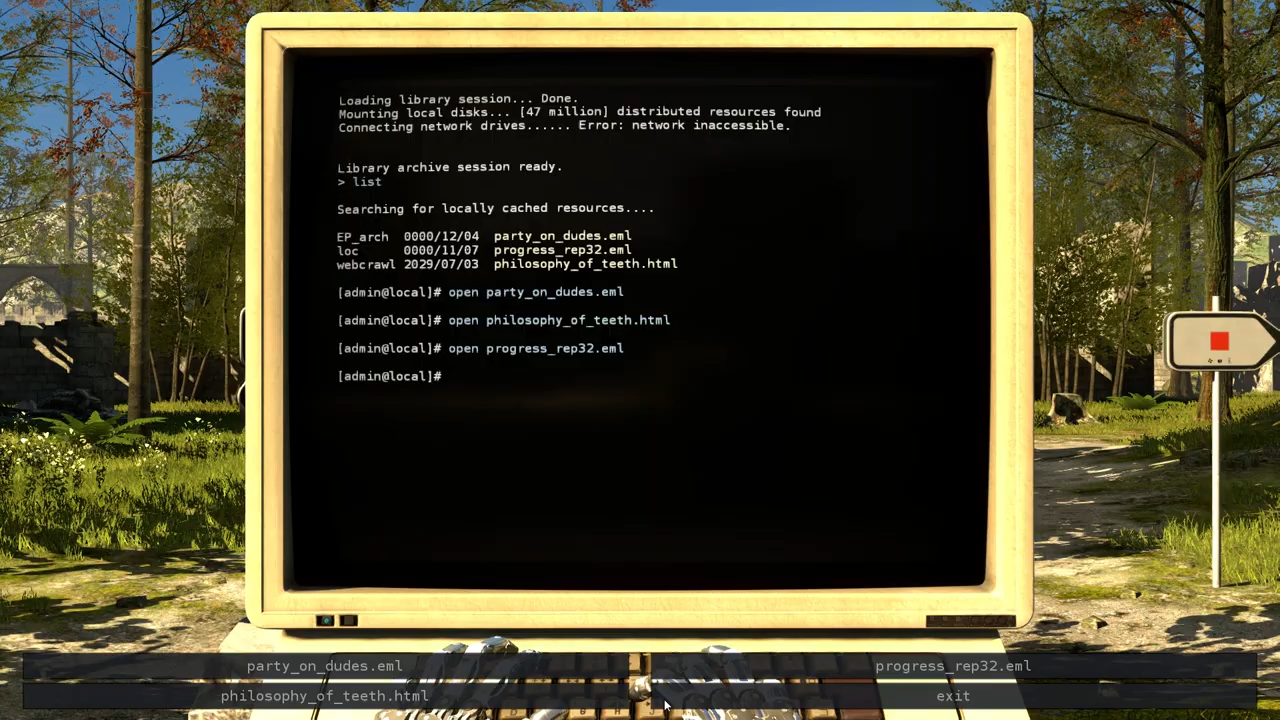 Loading library session... Done.
Mounting local disks... [47 million] distributed resources found
Connecting network drives...... Error: network inaccessible.
Library archive session ready.
> list
Searching for locally cached resources....
EP_arch 0000/12/04 party_on_dudes.eml
loc 0000/11/07 progress_rep32.eml
webcrawl 2029/07/03 philosophy_of_teeth.html
[admin@local]# open party_on_dudes.eml
[admin@local]# open philosophy_of_teeth.html
[admin@local]# open progress_rep32.eml
[admin@local]#
party_on_dudes.eml
progress_rep32.eml
philosophy_of_teeth.html
exit